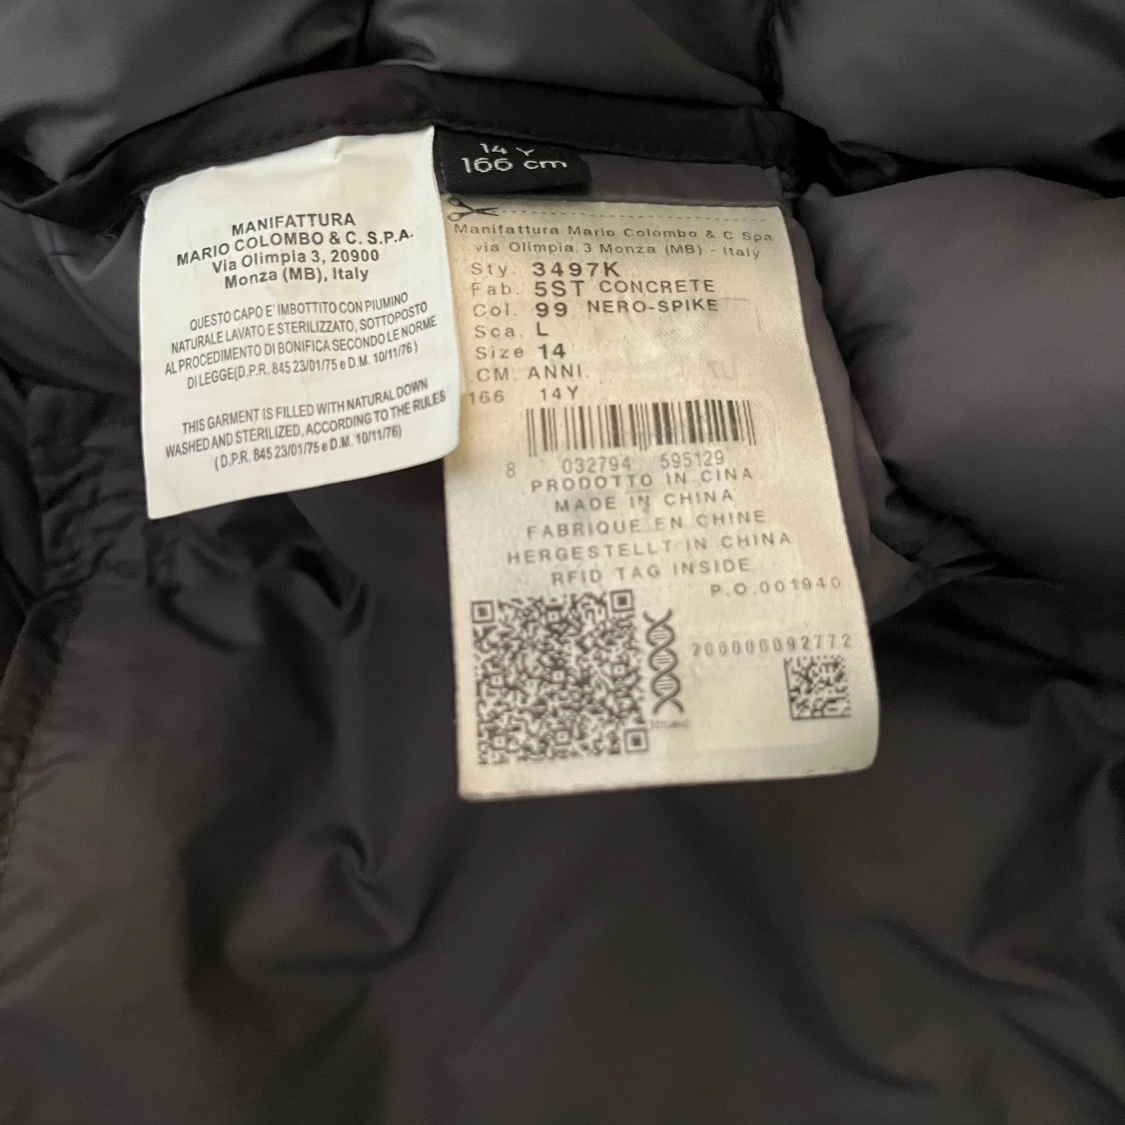 14 Y
166 cm
MANIFATTURA
MARIO COLOMBO & C. S.P.A.
Via Olimpia 3, 20900
Monza (MB), Italy
QUESTO CAPO E' IMBOTTITO CON PIUMINO
NATURALE LAVATO E STERILIZZATO, SOTTOPOSTO
AL PROCEDIMENTO DI BONIFICA SECONDO LE NORME
DI LEGGE(D.P.R. 845 23/01/75 e D.M. 10/11/76)
THIS GARMENT IS FILLED WITH NATURAL DOWN
WASHED AND STERILIZED, ACCORDING TO THE RULES
(D.P.R. 845 23/01/75 e D.M. 10/11/76)
Manifattura Mario Colombo & C Spa
via Olimpia 3 Monza (MB) - Italy
Sty. 3497K
Fab. 5ST CONCRETE
Col. 99 NERO-SPIKE
Sca. L
Size 14
CM. ANNI.
166 14Y
8 032794 595129
PRODOTTO IN CINA
MADE IN CHINA
FABRIQUE EN CHINE
HERGESTELLT IN CHINA
RFID TAG INSIDE
P.O.001940
200006092772